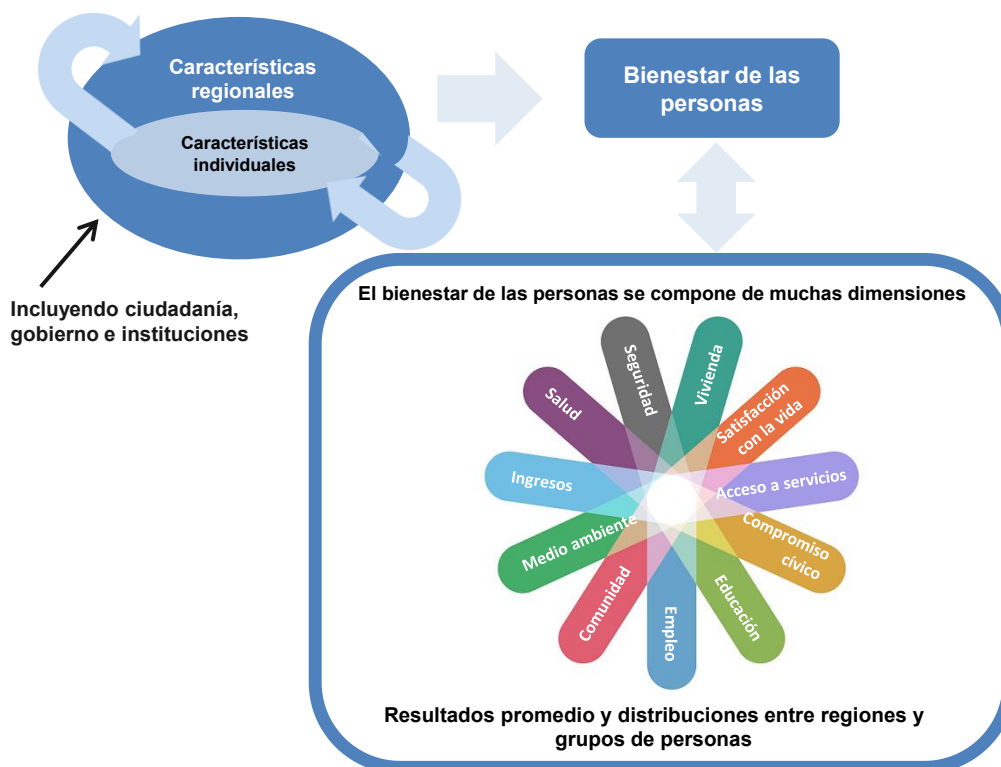 Características
regionales
Características
individuales
Bienestar de las
personas
Incluyendo ciudadanía,
gobierno e instituciones
El bienestar de las personas se compone de muchas dimensiones
Seguridad
Vivienda
Salud
Satisfacción
con la vida
Ingresos
Acceso a servicios
Medio ambiente
Compromiso
cívico
Comunidad
Empleo
Educación
Resultados promedio y distribuciones entre regiones y
grupos de personas